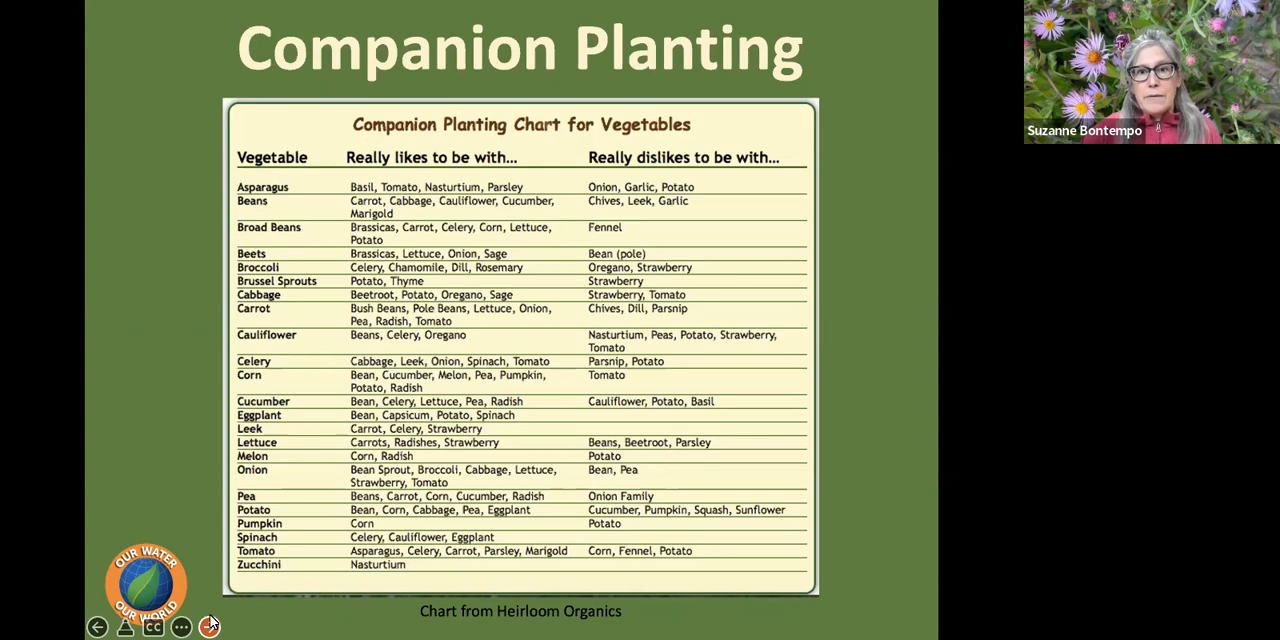 Companion Planting
Companion Planting Chart for Vegetables
Vegetable Really likes to be with... Really dislikes to be with...
Asparagus Basil, Tomato, Nasturtium, Parsley Onion, Garlic, Potato
Beans Carrot, Cabbage, Cauliflower, Cucumber, Chives, Leek, Garlic
Marigold
Broad Beans Brassicas, Carrot, Celery, Corn, Lettuce, Fennel
Potato
Beets Brassicas, Lettuce, Onion, Sage Bean (pole)
Broccoli Celery, Chamomile, Dill, Rosemary Oregano, Strawberry
Brussel Sprouts Potato, Thyme Strawberry
Cabbage Beetroot, Potato, Oregano, Sage Strawberry, Tomato
Carrot Bush Beans, Pole Beans, Lettuce, Onion, Chives, Dill, Parsnip
Pea, Radish, Tomato
Cauliflower Beans, Celery, Oregano Nasturtium, Peas, Potato, Strawberry,
Tomato
Celery Cabbage, Leek, Onion, Spinach, Tomato Parsnip, Potato
Corn Bean, Cucumber, Melon, Pea, Pumpkin, Tomato
Potato, Radish
Cucumber Bean, Celery, Lettuce, Pea, Radish Cauliflower, Potato, Basil
Eggplant Bean, Capsicum, Potato, Spinach
Leek Carrot, Celery, Strawberry
Lettuce Carrots, Radishes, Strawberry Beans, Beetroot, Parsley
Melon Corn, Radish Potato
Onion Bean Sprout, Broccoli, Cabbage, Lettuce, Bean, Pea
Strawberry, Tomato
Pea Beans, Carrot, Corn, Cucumber, Radish Onion Family
Potato Bean, Corn, Cabbage, Pea, Eggplant Cucumber, Pumpkin, Squash, Sunflower
Pumpkin Corn Potato
Spinach Celery, Cauliflower, Eggplant
Tomato Asparagus, Celery, Carrot, Parsley, Marigold Corn, Fennel, Potato
Zucchini Nasturtium
Chart from Heirloom Organics
OUR WATER
OUR WORLD
CC
Suzanne Bontempo